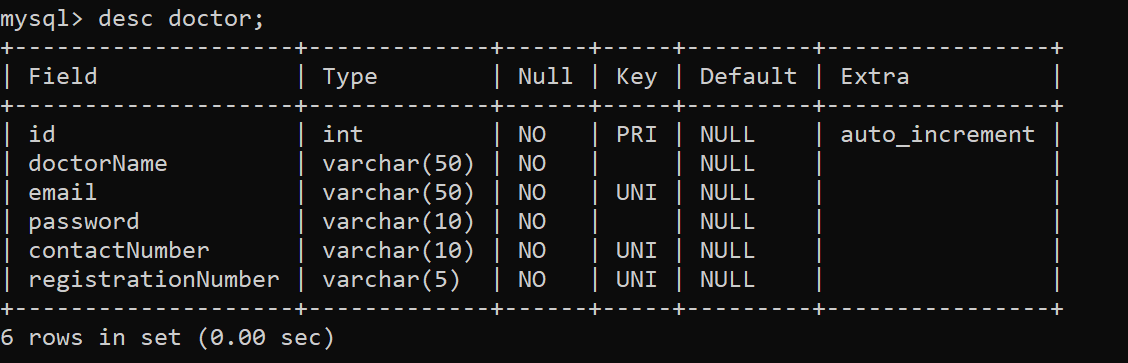 mysql> desc doctor;
+--------------------+-------------+------+-----+---------+----------------+
| Field              | Type        | Null | Key | Default | Extra          |
+--------------------+-------------+------+-----+---------+----------------+
| id                 | int         | NO   | PRI | NULL    | auto_increment |
| doctorName         | varchar(50) | NO   |     | NULL    |                |
| email              | varchar(50) | NO   | UNI | NULL    |                |
| password           | varchar(10) | NO   |     | NULL    |                |
| contactNumber      | varchar(10) | NO   | UNI | NULL    |                |
| registrationNumber | varchar(5)  | NO   | UNI | NULL    |                |
+--------------------+-------------+------+-----+---------+----------------+
6 rows in set (0.00 sec)